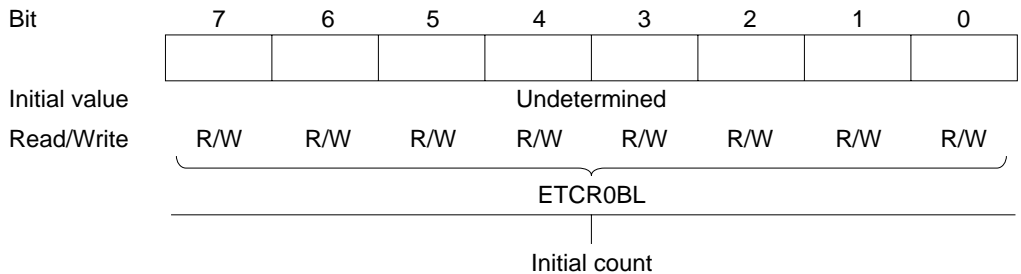 Bit 7 6 5 4 3 2 1 0
Initial value Undetermined
Read/Write R/W R/W R/W R/W R/W R/W R/W R/W
ETCR0BL
Initial count